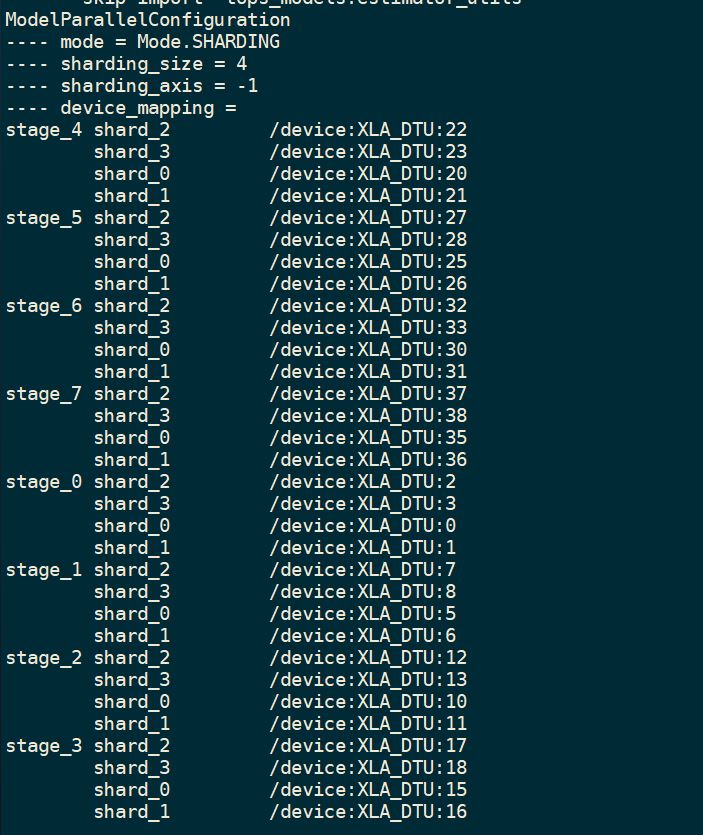 skip import  tops_models.estimator_utils
ModelParallelConfiguration
---- mode = Mode.SHARDING
---- sharding_size = 4
---- sharding_axis = -1
---- device_mapping =
stage_4 shard_2         /device:XLA_DTU:22
        shard_3         /device:XLA_DTU:23
        shard_0         /device:XLA_DTU:20
        shard_1         /device:XLA_DTU:21
stage_5 shard_2         /device:XLA_DTU:27
        shard_3         /device:XLA_DTU:28
        shard_0         /device:XLA_DTU:25
        shard_1         /device:XLA_DTU:26
stage_6 shard_2         /device:XLA_DTU:32
        shard_3         /device:XLA_DTU:33
        shard_0         /device:XLA_DTU:30
        shard_1         /device:XLA_DTU:31
stage_7 shard_2         /device:XLA_DTU:37
        shard_3         /device:XLA_DTU:38
        shard_0         /device:XLA_DTU:35
        shard_1         /device:XLA_DTU:36
stage_0 shard_2         /device:XLA_DTU:2
        shard_3         /device:XLA_DTU:3
        shard_0         /device:XLA_DTU:0
        shard_1         /device:XLA_DTU:1
stage_1 shard_2         /device:XLA_DTU:7
        shard_3         /device:XLA_DTU:8
        shard_0         /device:XLA_DTU:5
        shard_1         /device:XLA_DTU:6
stage_2 shard_2         /device:XLA_DTU:12
        shard_3         /device:XLA_DTU:13
        shard_0         /device:XLA_DTU:10
        shard_1         /device:XLA_DTU:11
stage_3 shard_2         /device:XLA_DTU:17
        shard_3         /device:XLA_DTU:18
        shard_0         /device:XLA_DTU:15
        shard_1         /device:XLA_DTU:16